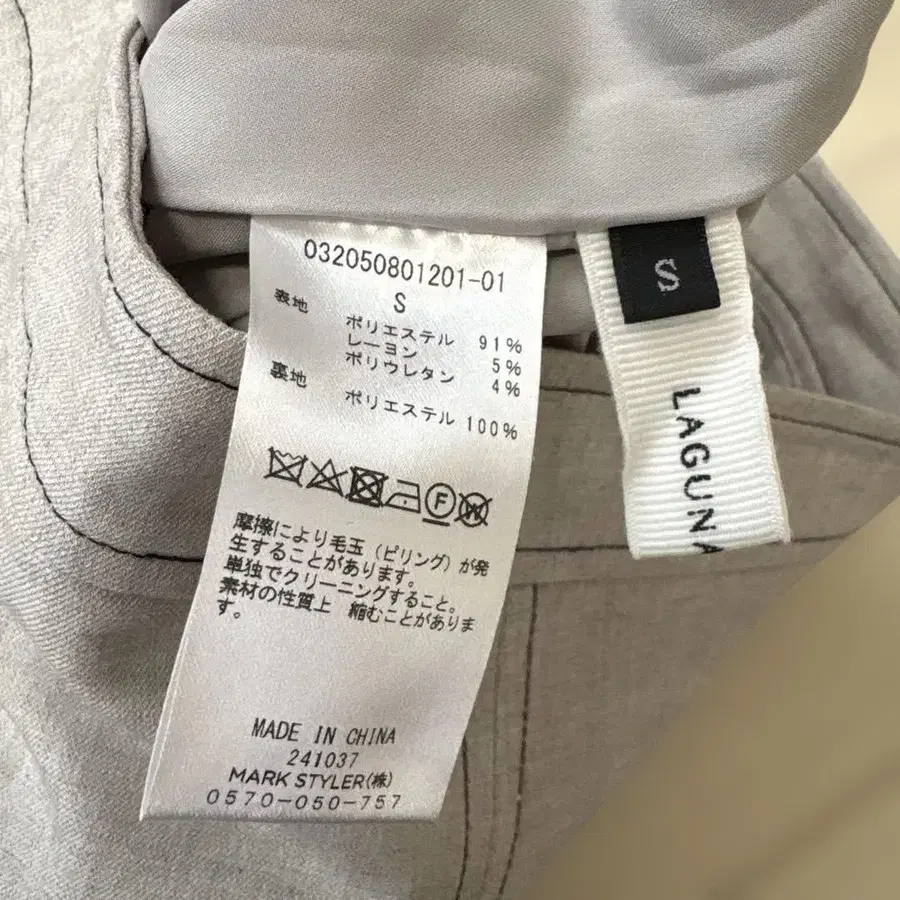 032050801201-01
S
表地
ポリエステル 91%
レーヨン 5%
ポリウレタン 4%
裏地
ポリエステル 100%
F
W
摩擦により毛玉（ピリング）が発
生することがあります。
単独でクリーニングすること。
素材の性質上 縮むことがありま
す。
MADE IN CHINA
241037
MARK STYLER(株)
0570-050-757
S
LAGUNA